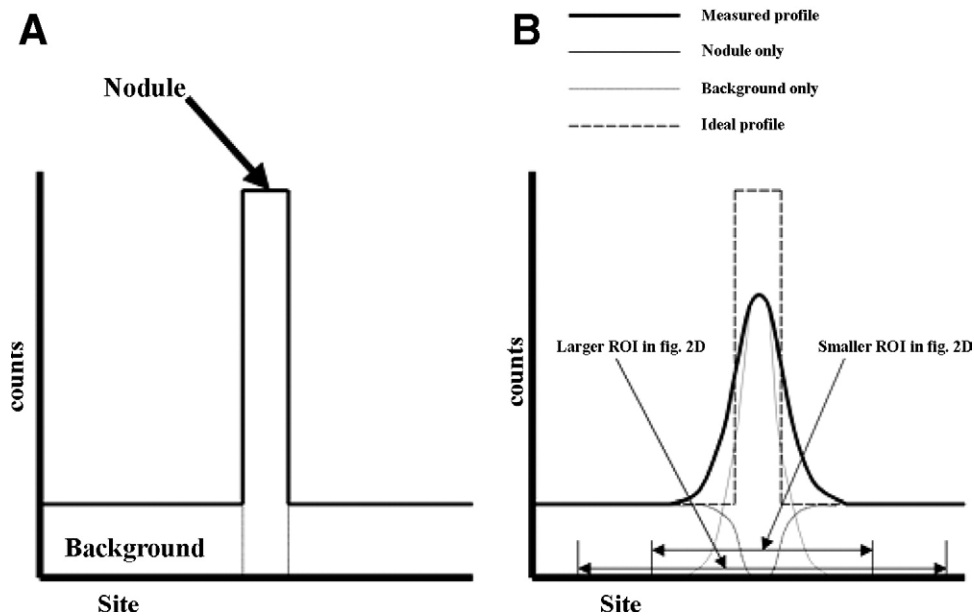 A
Nodule
counts
Background
Site
B
Measured profile
Nodule only
Background only
Ideal profile
Larger ROI in fig. 2D
Smaller ROI in fig. 2D
counts
Site